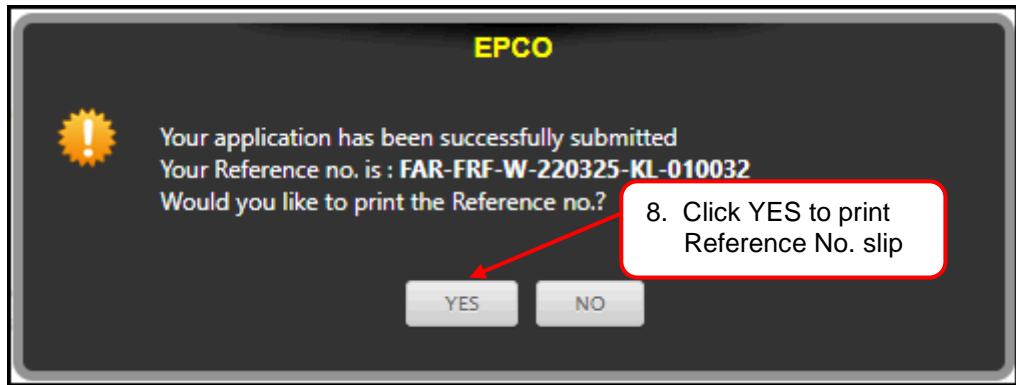 EPCO
Your application has been successfully submitted
Your Reference no. is : FAR-FRF-W-220325-KL-010032
Would you like to print the Reference no.?
8. Click YES to print
Reference No. slip
YES
NO